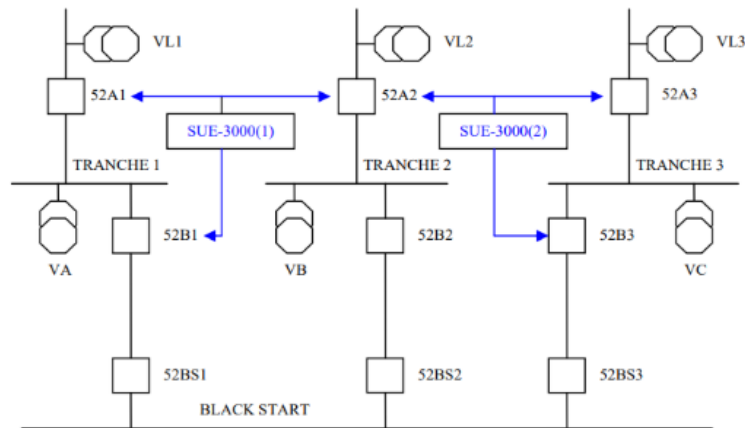 VL1
VL2
VL3
52A1
52A2
52A3
SUE-3000(1)
SUE-3000(2)
TRANCHE 1
TRANCHE 2
TRANCHE 3
52B1
52B2
52B3
VA
VB
VC
52BS1
52BS2
52BS3
BLACK START